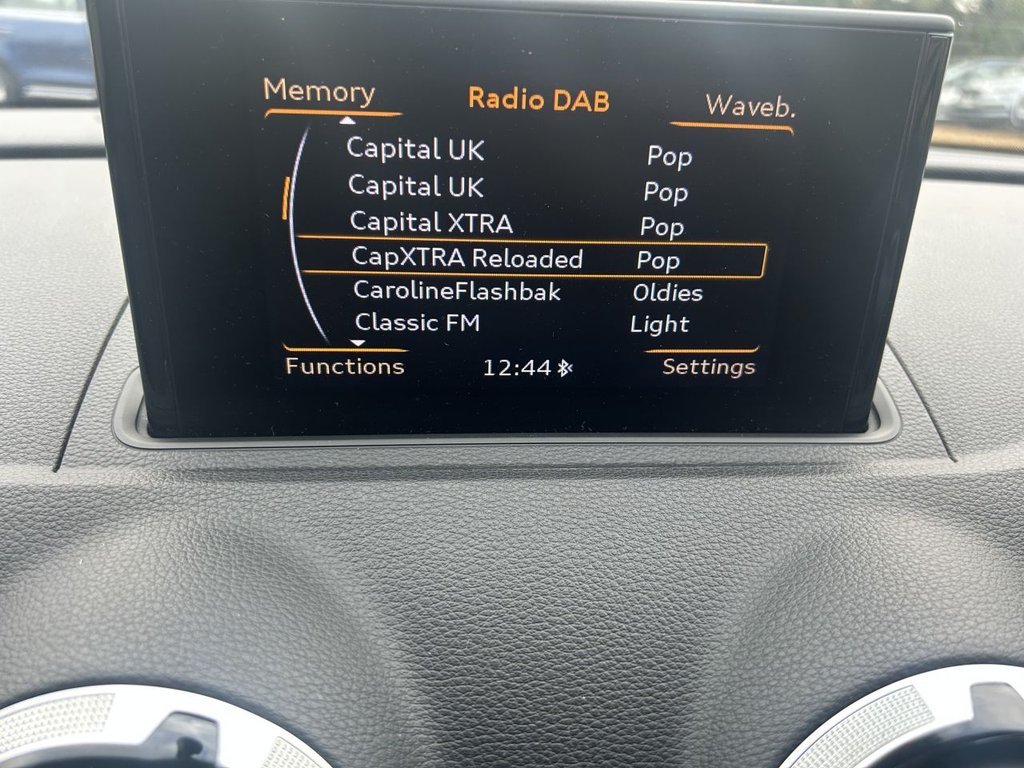 Memory Radio DAB Waveb.
Capital UK Pop
Capital UK Pop
Capital XTRA Pop
CapXTRA Reloaded Pop
CarolineFlashbak Oldies
Classic FM Light
Functions 12:44 Settings